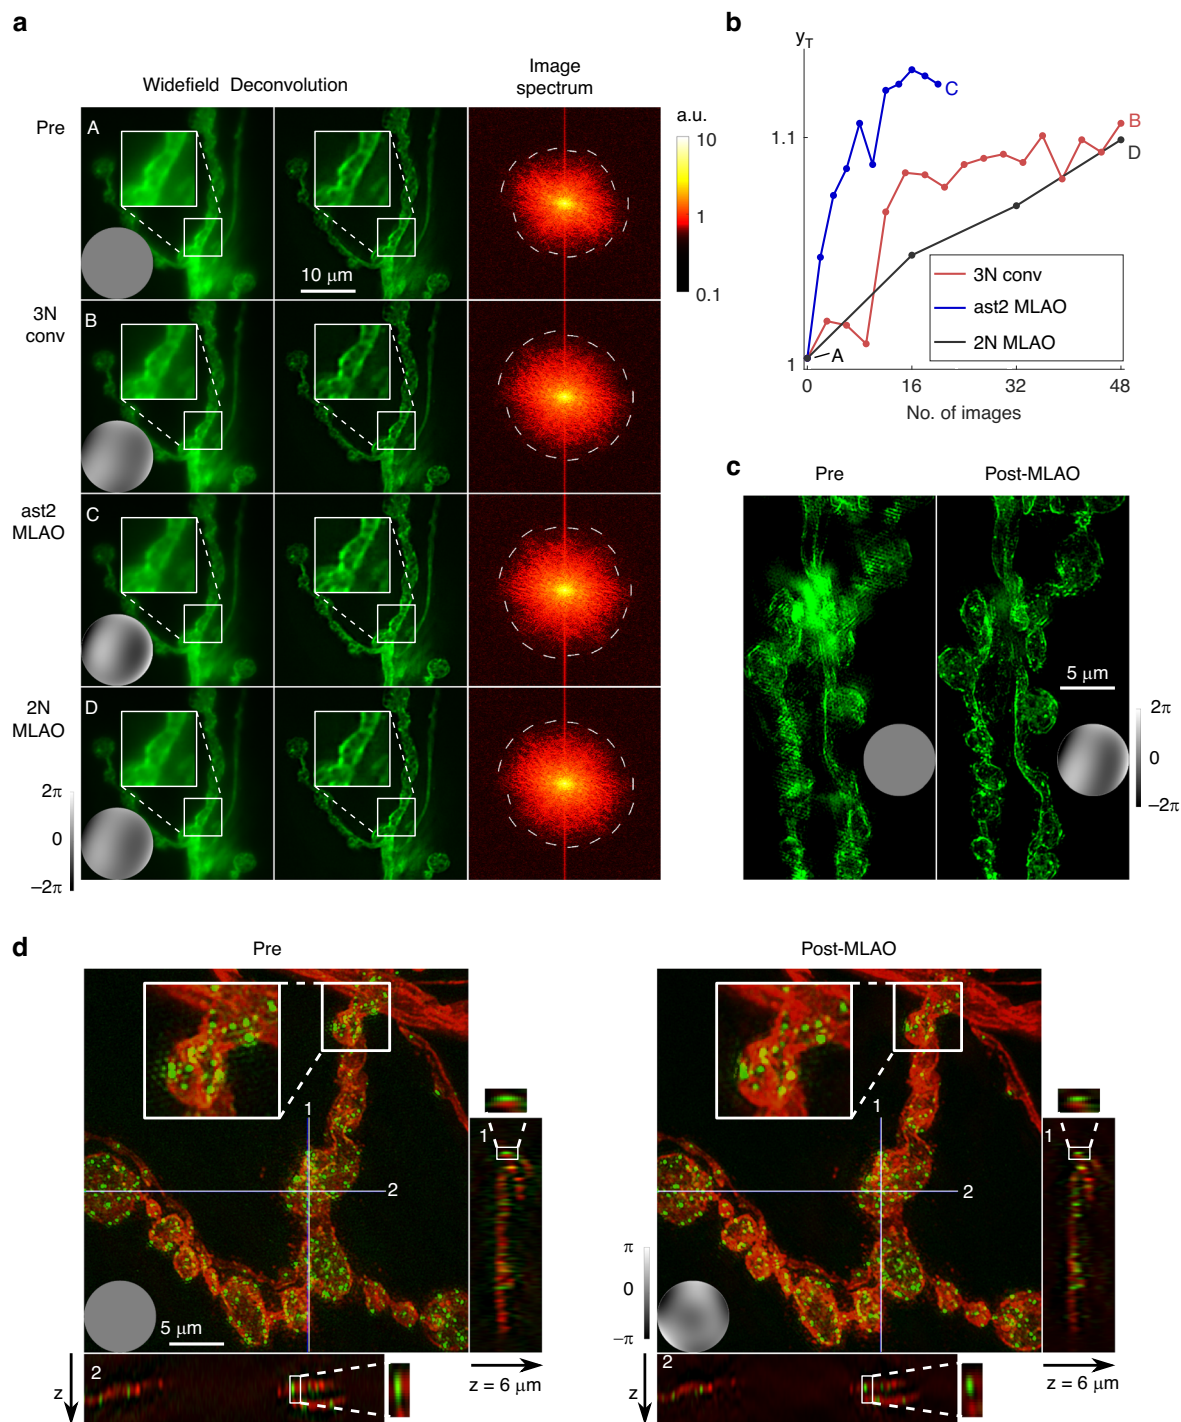 a
Widefield Deconvolution
Image
spectrum
Pre
A
10 μm
a.u.
10
1
0.1
3N
conv
B
ast2
MLAO
C
2N
MLAO
D
2π
0
−2π
b
yT
1.1
1
C
B
D
A
3N conv
ast2 MLAO
2N MLAO
0
16
32
48
No. of images
c
Pre
Post-MLAO
5 μm
2π
0
−2π
d
Pre
1
2
5 μm
1
z = 6 μm
z
2
Post-MLAO
1
2
π
0
−π
1
z = 6 μm
z
2